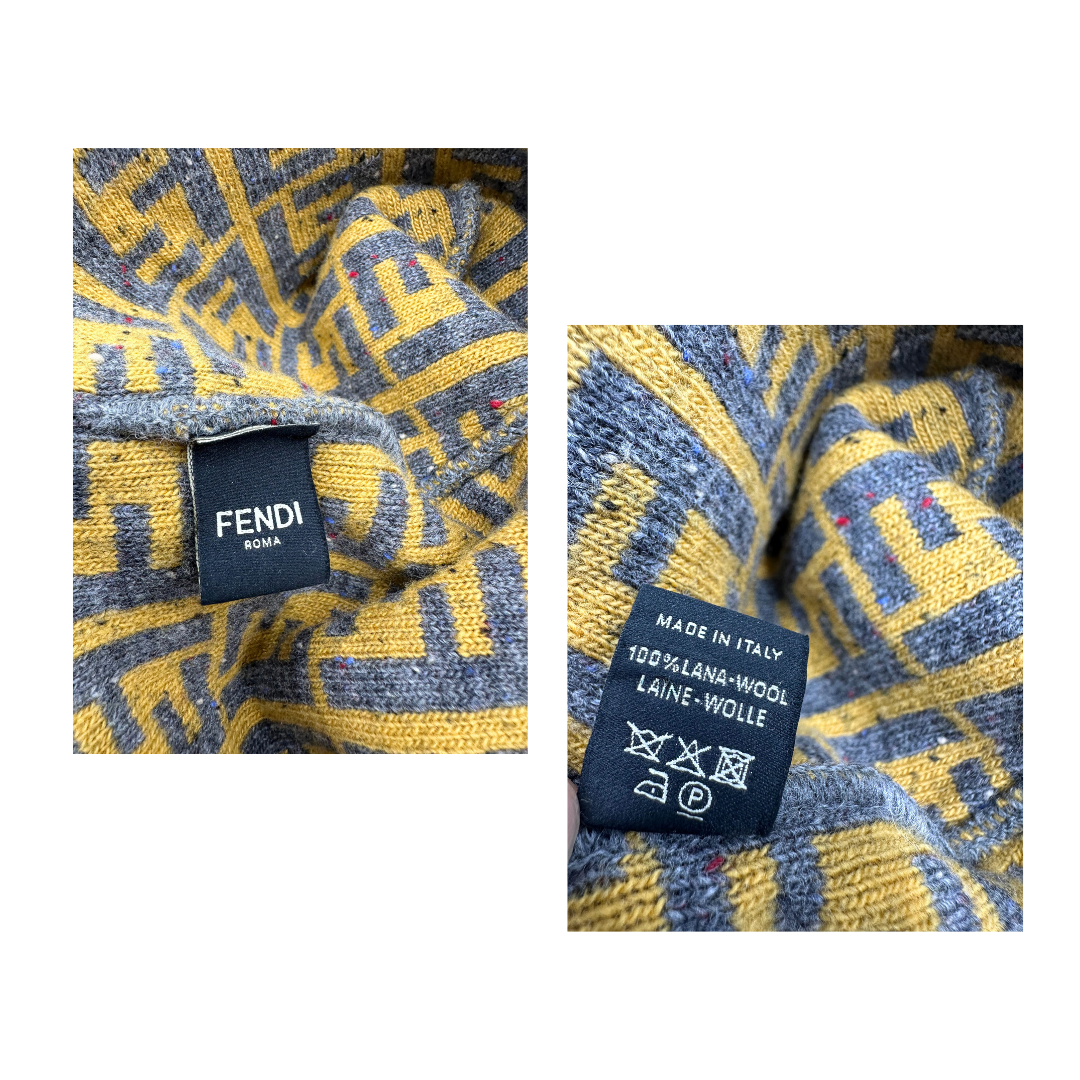 FENDI
ROMA
MADE IN ITALY
100%LANA-WOOL
LAINE-WOLLE
P